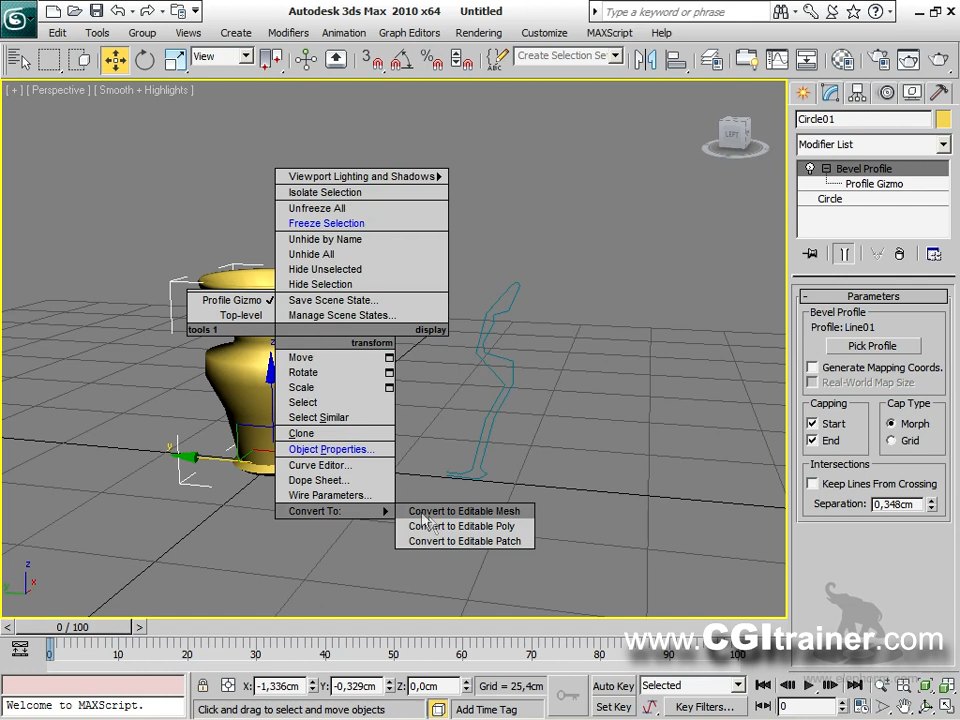 Autodesk 3ds Max 2010 x64 Untitled
Type a keyword or phrase
Edit Tools Group Views Create Modifiers Animation Graph Editors Rendering Customize MAXScript Help
View
Create Selection Se
[ + ] [ Perspective ] [ Smooth + Highlights ]
LEFT
Circle01
Modifier List
Bevel Profile
Profile Gizmo
Circle
Viewport Lighting and Shadows
Isolate Selection
Unfreeze All
Freeze Selection
Unhide by Name
Unhide All
Hide Unselected
Hide Selection
Save Scene State...
Manage Scene States...
Profile Gizmo
Top-level
tools 1
display
transform
Move
Rotate
Scale
Select
Select Similar
Clone
Object Properties...
Curve Editor...
Dope Sheet...
Wire Parameters...
Convert To:
Convert to Editable Mesh
Convert to Editable Poly
Convert to Editable Patch
z
y
z
x
y
Parameters
Bevel Profile
Profile: Line01
Pick Profile
Generate Mapping Coords.
Real-World Map Size
Capping
Start
End
Cap Type
Morph
Grid
Intersections
Keep Lines From Crossing
Separation: 0,348cm
0 / 100
0 10 20 30 40 50 60 70 80 90 100
www.CGItrainer.com
X: -1,336cm Y: -0,329cm Z: 0,0cm Grid = 25,4cm
Auto Key Selected
Set Key Key Filters...
0
Welcome to MAXScript.
Click and drag to select and move objects
Add Time Tag